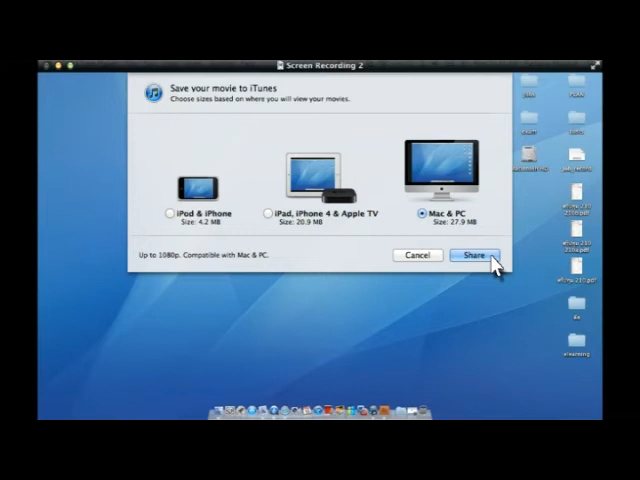 Screen Recording 2
Save your movie to iTunes
Choose sizes based on where you will view your movies.
iPod & iPhone
Size: 4.2 MB
iPad, iPhone 4 & Apple TV
Size: 20.9 MB
Mac & PC
Size: 27.9 MB
Up to 1080p. Compatible with Mac & PC.
Cancel
Share
elearning